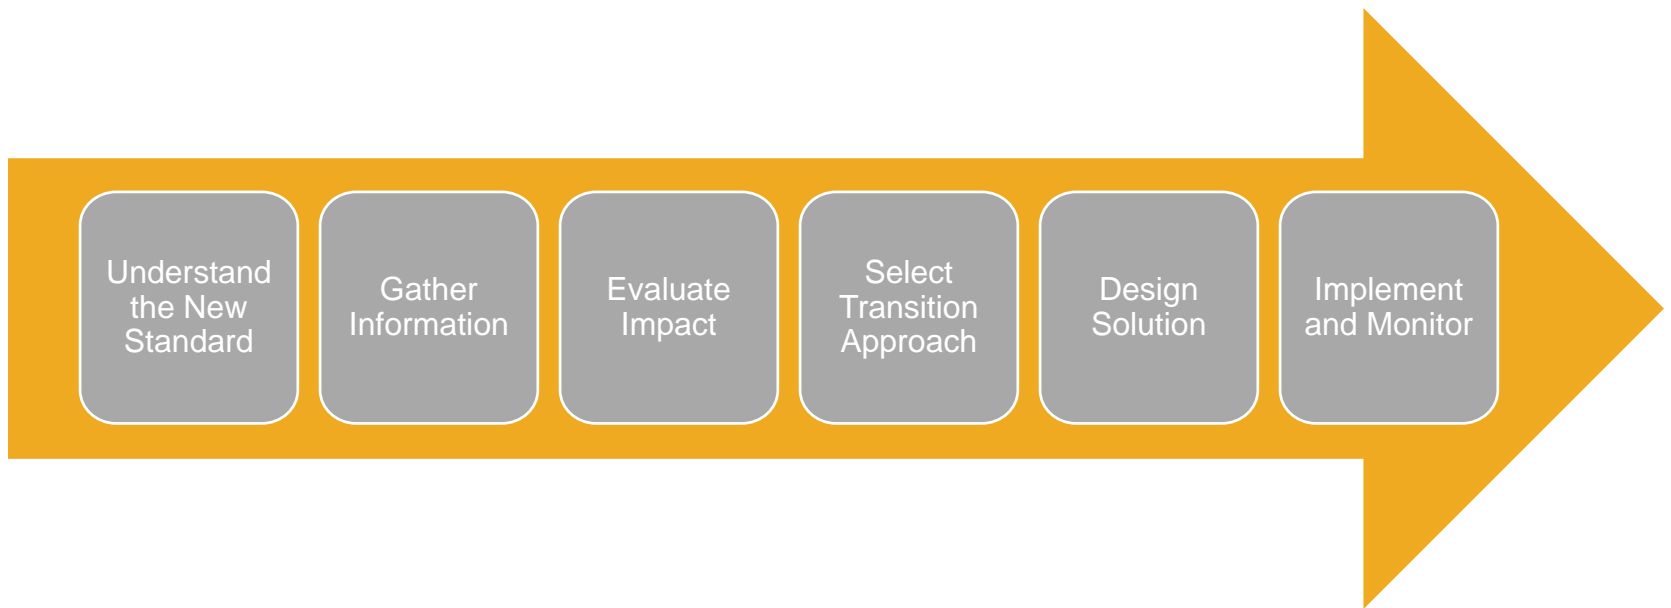 Understand
the New
Standard
Gather
Information
Evaluate
Impact
Select
Transition
Approach
Design
Solution
Implement
and Monitor